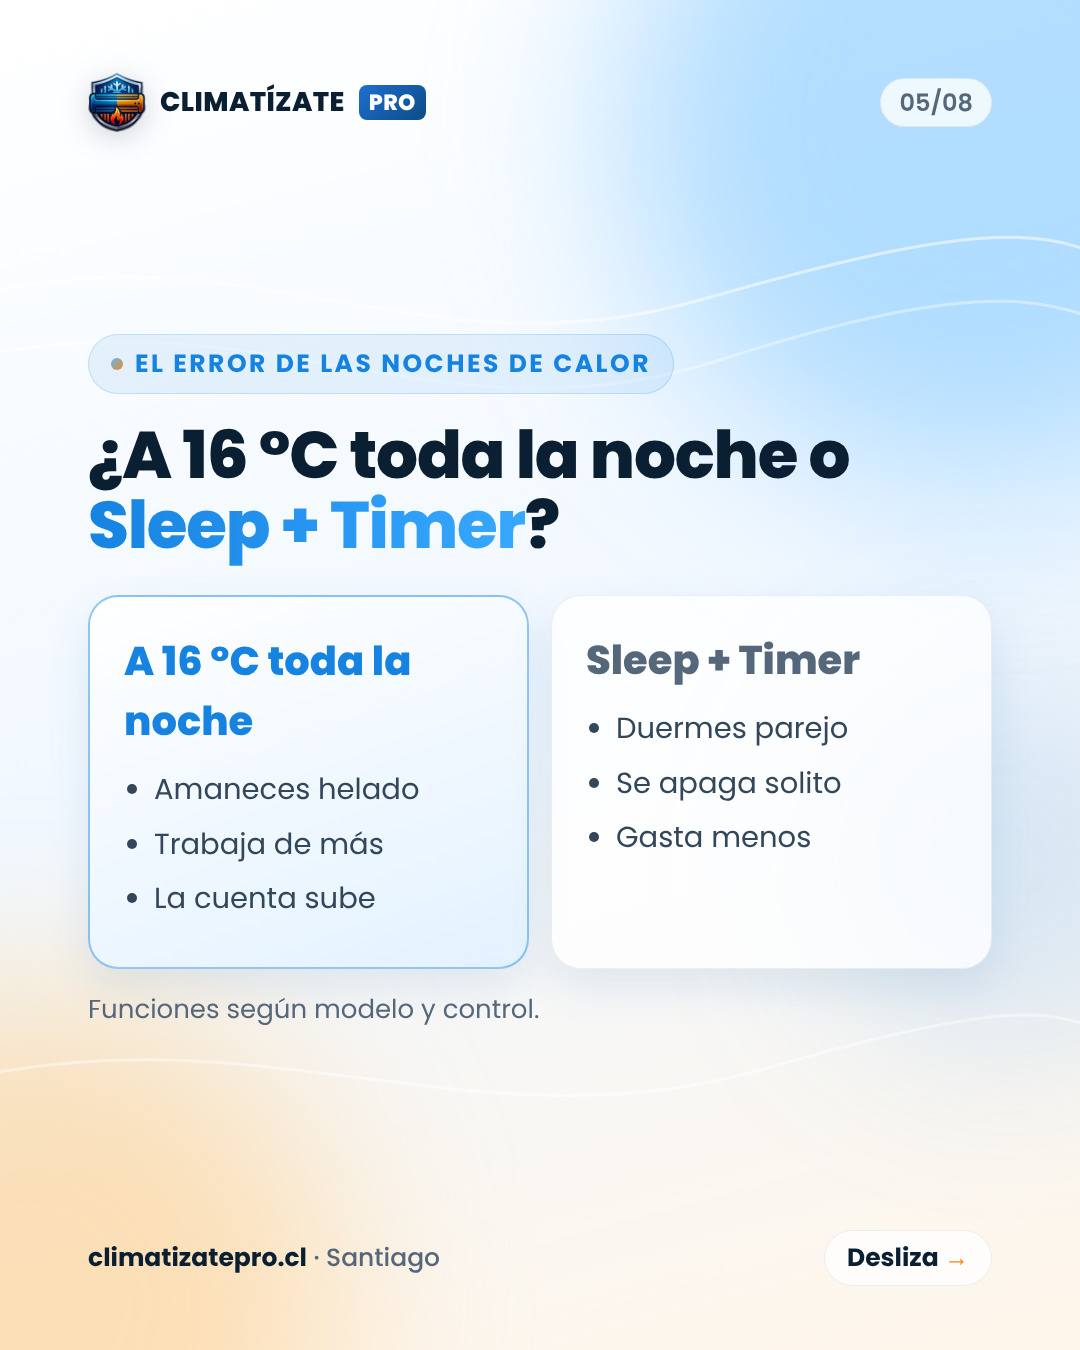 CLIMATÍZATE PRO
05/08
EL ERROR DE LAS NOCHES DE CALOR
¿A 16 °C toda la noche o
Sleep + Timer?
A 16 °C toda la
noche
• Amaneces helado
• Trabaja de más
• La cuenta sube
Sleep + Timer
• Duermes parejo
• Se apaga solito
• Gasta menos
Funciones según modelo y control.
climatizatepro.cl · Santiago
Desliza →